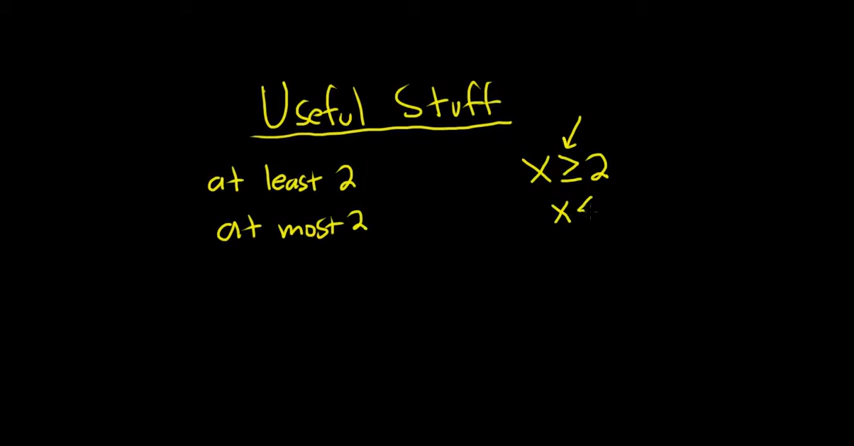 Useful Stuff
at least 2 x ≥ 2
at most 2 x <